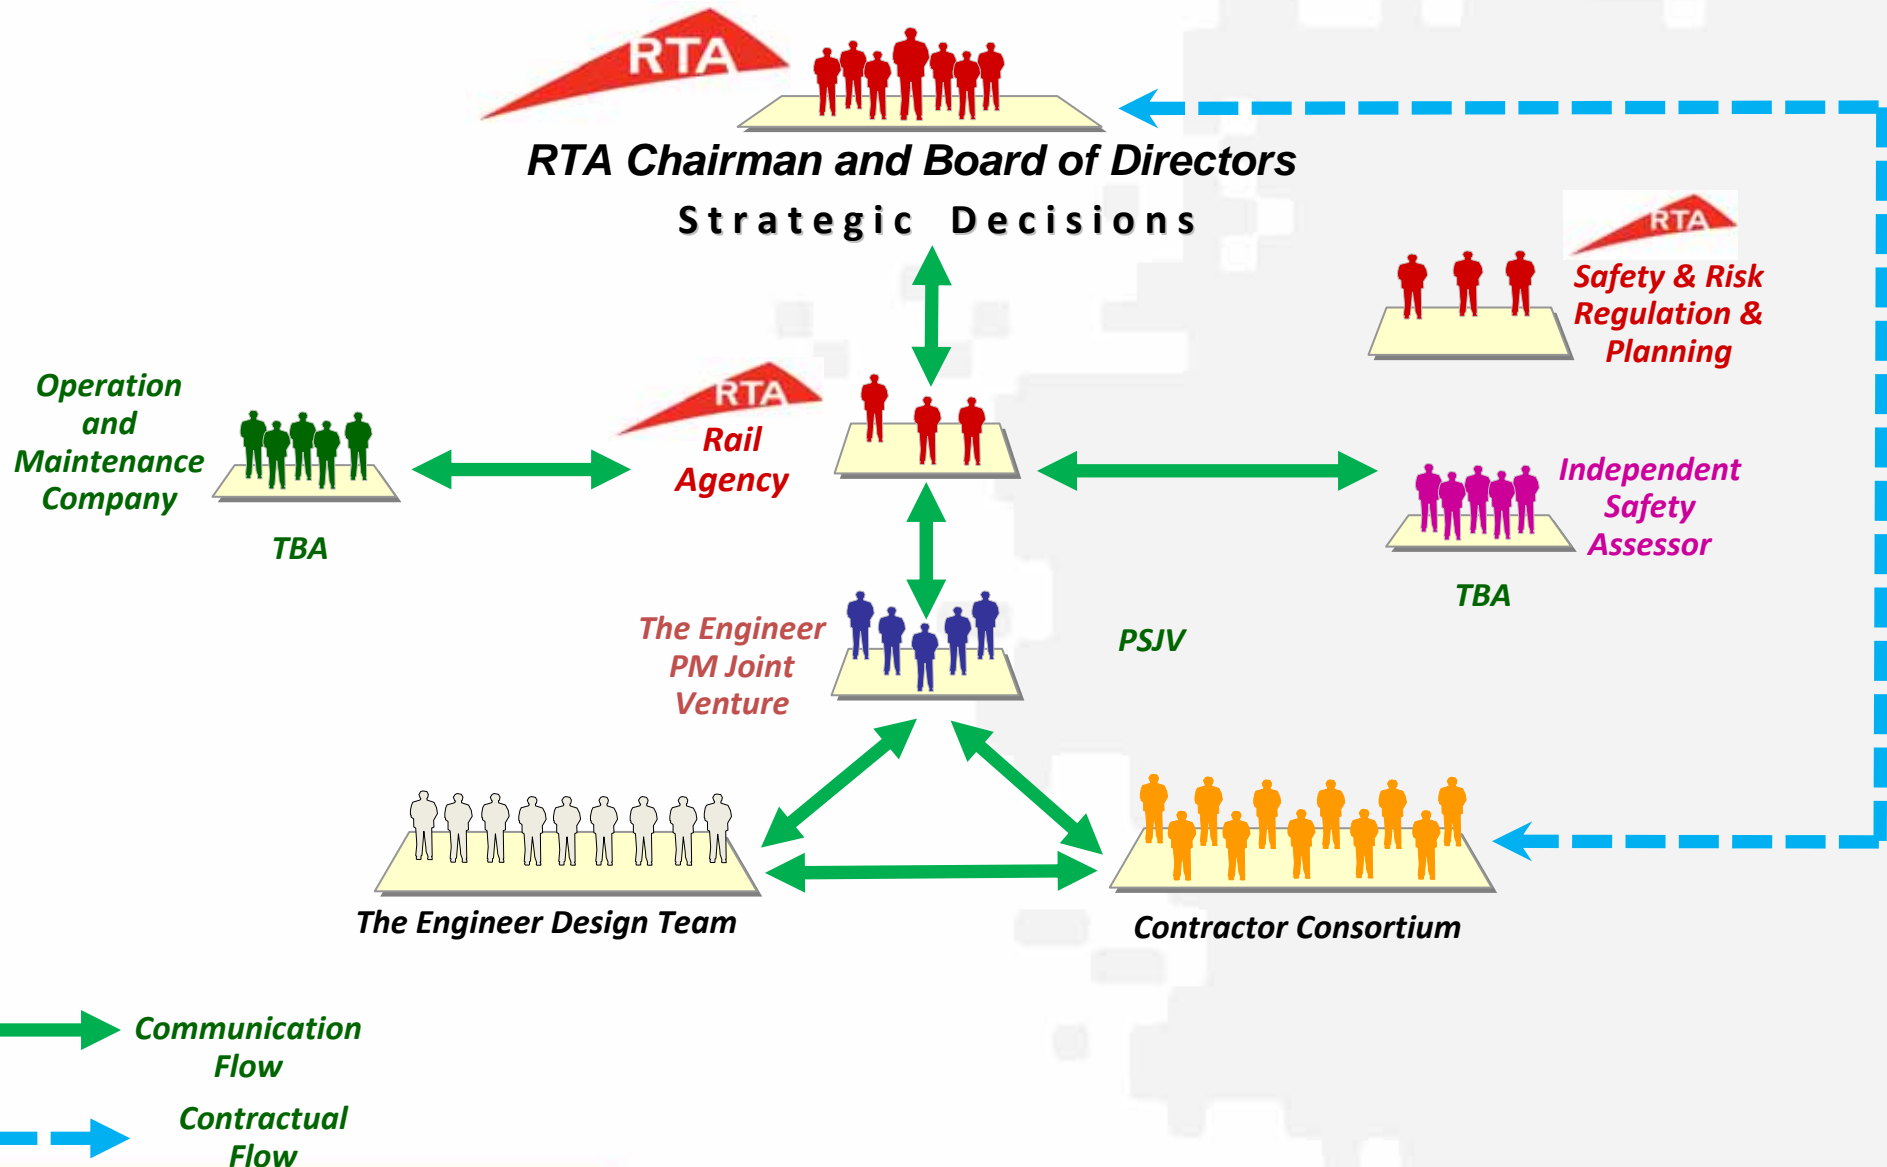 RTA
RTA Chairman and Board of Directors
Strategic Decisions
RTA
Safety & Risk
Regulation &
Planning
Operation
and
Maintenance
Company
TBA
RTA
Rail
Agency
Independent
Safety
Assessor
TBA
The Engineer
PM Joint
Venture
PSJV
The Engineer Design Team
Contractor Consortium
Communication
Flow
Contractual
Flow